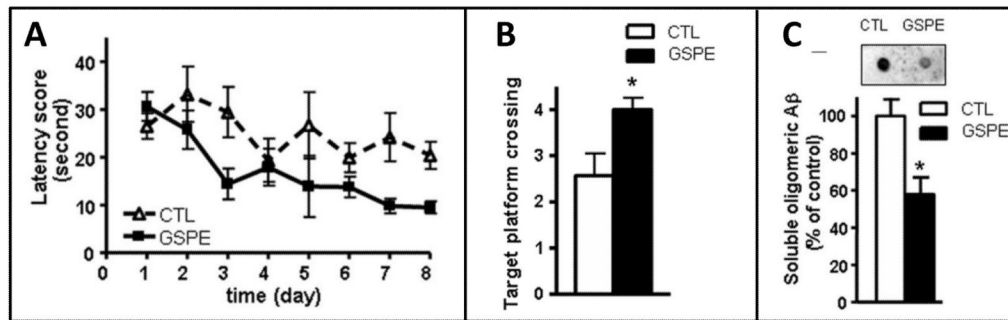 A
Latency score
(second)
40
30
20
10
0
CTL
GSPE
0 1 2 3 4 5 6 7 8
time (day)
B
CTL
GSPE
*
Target platform crossing
4
3
2
1
0
C
CTL GSPE
CTL
GSPE
*
Soluble oligomeric Aβ
(% of control)
100
80
60
40
20
0